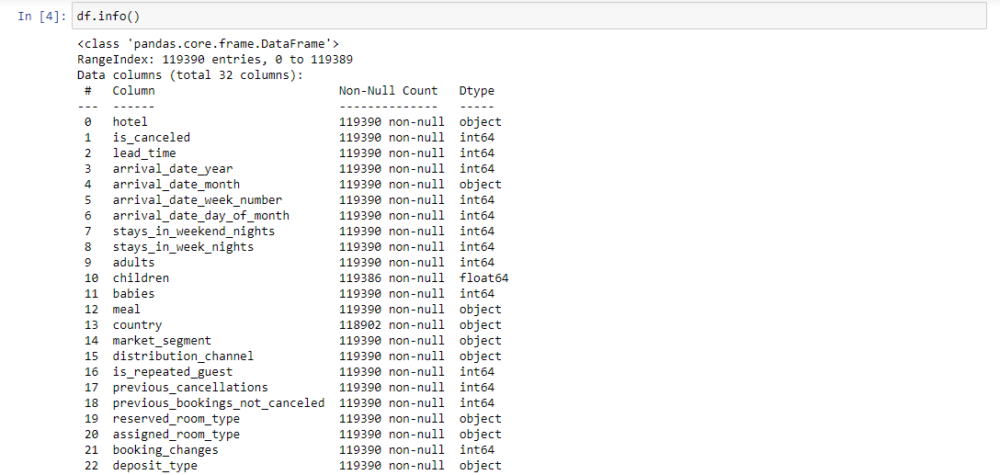 In [4]: df.info()
<class 'pandas.core.frame.DataFrame'>
RangeIndex: 119390 entries, 0 to 119389
Data columns (total 32 columns):
 #   Column                          Non-Null Count   Dtype
---  ------                          --------------   -----
 0   hotel                           119390 non-null  object
 1   is_canceled                     119390 non-null  int64
 2   lead_time                       119390 non-null  int64
 3   arrival_date_year               119390 non-null  int64
 4   arrival_date_month              119390 non-null  object
 5   arrival_date_week_number        119390 non-null  int64
 6   arrival_date_day_of_month       119390 non-null  int64
 7   stays_in_weekend_nights         119390 non-null  int64
 8   stays_in_week_nights            119390 non-null  int64
 9   adults                          119390 non-null  int64
 10  children                        119386 non-null  float64
 11  babies                          119390 non-null  int64
 12  meal                            119390 non-null  object
 13  country                         118902 non-null  object
 14  market_segment                  119390 non-null  object
 15  distribution_channel            119390 non-null  object
 16  is_repeated_guest               119390 non-null  int64
 17  previous_cancellations          119390 non-null  int64
 18  previous_bookings_not_canceled  119390 non-null  int64
 19  reserved_room_type              119390 non-null  object
 20  assigned_room_type              119390 non-null  object
 21  booking_changes                 119390 non-null  int64
 22  deposit_type                    119390 non-null  object